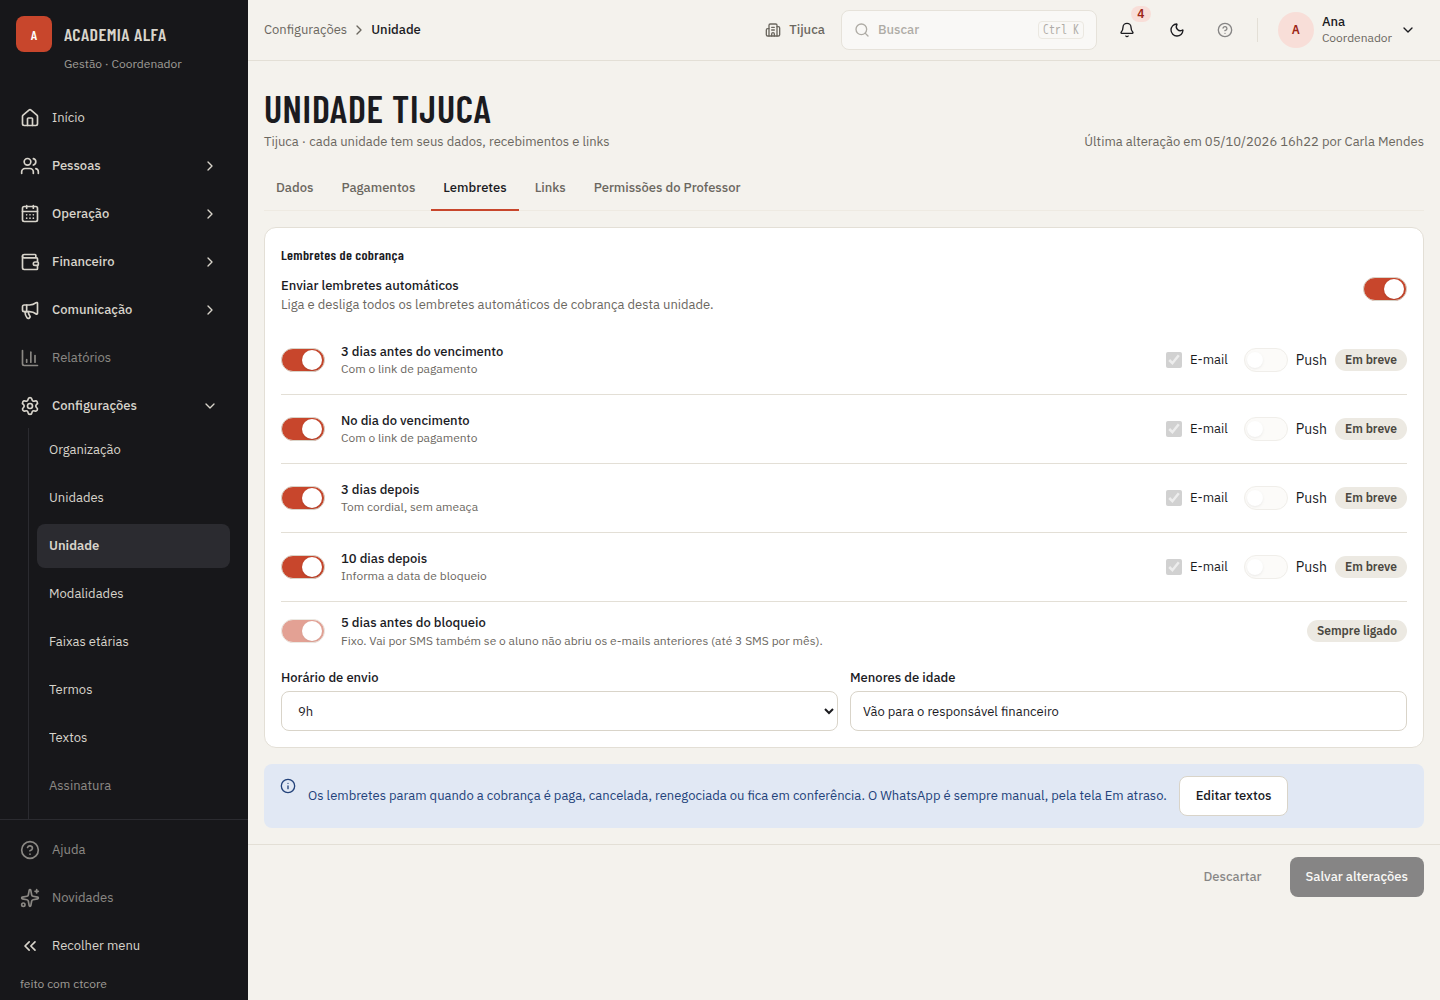 A
ACADEMIA ALFA
Gestão · Coordenador
Início
Pessoas
Operação
Financeiro
Comunicação
Relatórios
Configurações
Organização
Unidades
Unidade
Modalidades
Faixas etárias
Termos
Textos
Assinatura
Ajuda
Novidades
Recolher menu
feito com ctcore
Configurações > Unidade
Tijuca
Buscar
Ctrl K
4
A
Ana
Coordenador
UNIDADE TIJUCA
Tijuca · cada unidade tem seus dados, recebimentos e links
Última alteração em 05/10/2026 16h22 por Carla Mendes
Dados
Pagamentos
Lembretes
Links
Permissões do Professor
Lembretes de cobrança
Enviar lembretes automáticos
Liga e desliga todos os lembretes automáticos de cobrança desta unidade.
3 dias antes do vencimento
Com o link de pagamento
E-mail
Push
Em breve
No dia do vencimento
Com o link de pagamento
E-mail
Push
Em breve
3 dias depois
Tom cordial, sem ameaça
E-mail
Push
Em breve
10 dias depois
Informa a data de bloqueio
E-mail
Push
Em breve
5 dias antes do bloqueio
Fixo. Vai por SMS também se o aluno não abriu os e-mails anteriores (até 3 SMS por mês).
Sempre ligado
Horário de envio
9h
Menores de idade
Vão para o responsável financeiro
Os lembretes param quando a cobrança é paga, cancelada, renegociada ou fica em conferência. O WhatsApp é sempre manual, pela tela Em atraso.
Editar textos
Descartar
Salvar alterações